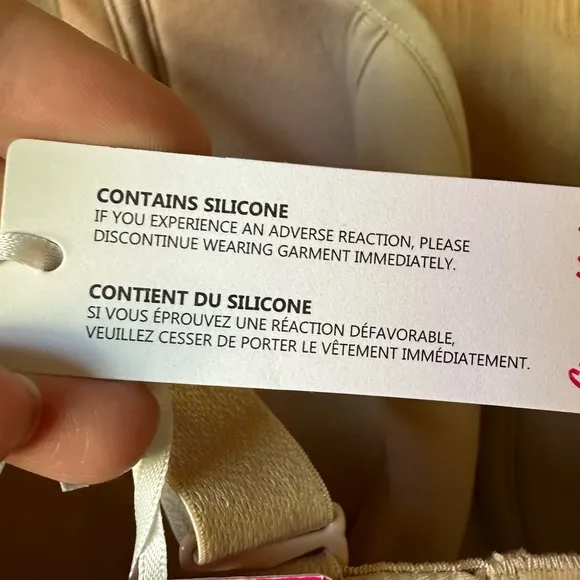 CONTAINS SILICONE
IF YOU EXPERIENCE AN ADVERSE REACTION, PLEASE
DISCONTINUE WEARING GARMENT IMMEDIATELY.
CONTIENT DU SILICONE
SI VOUS ÉPROUVEZ UNE RÉACTION DÉFAVORABLE,
VEUILLEZ CESSER DE PORTER LE VÊTEMENT IMMÉDIATEMENT.